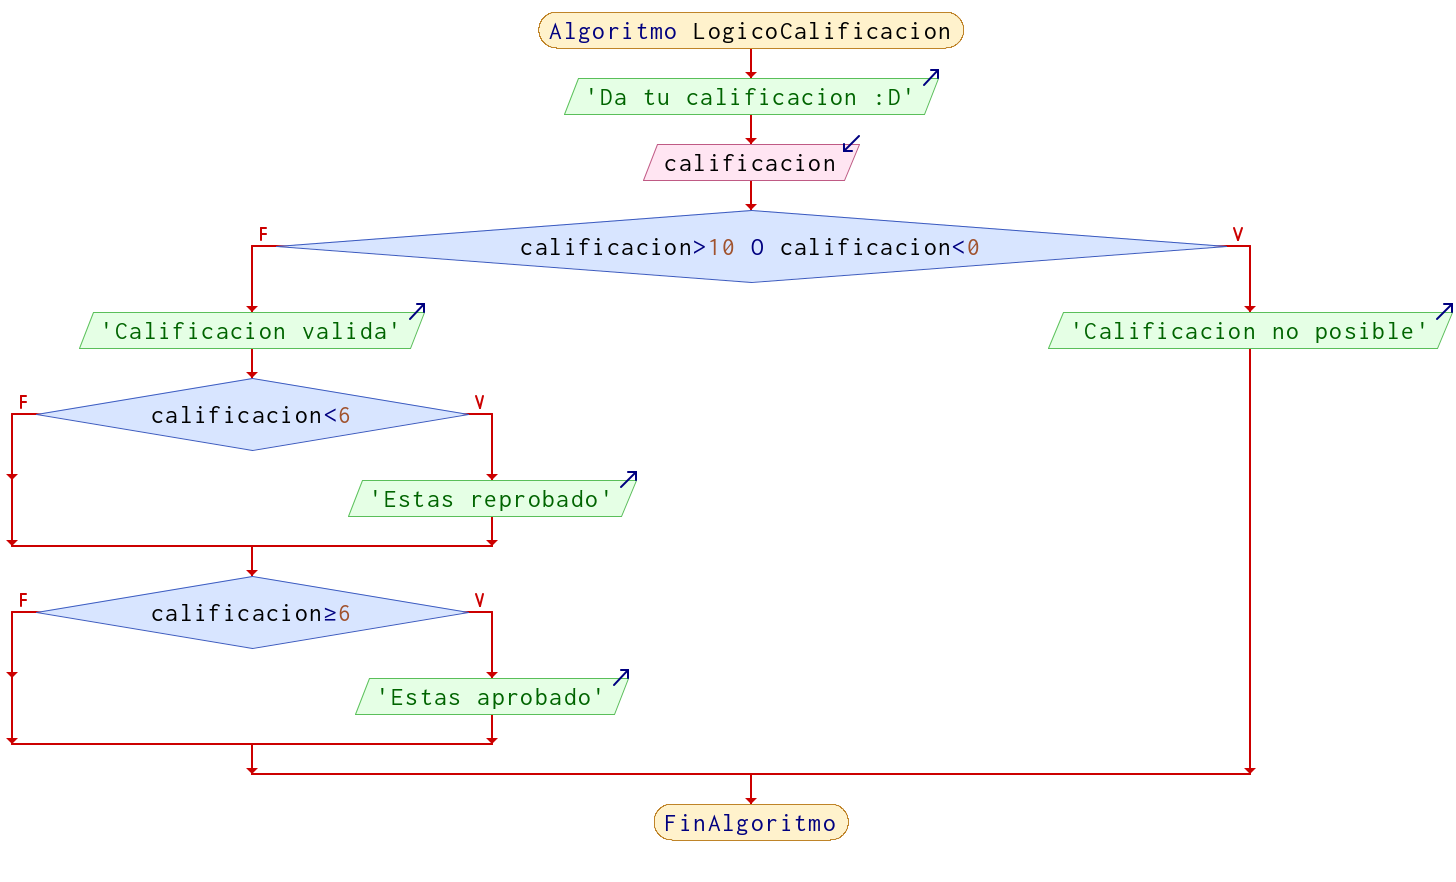 Algoritmo LogicoCalificacion
'Da tu calificacion :D'
calificacion
F
V
calificacion>10 O calificacion<0
'Calificacion valida'
'Calificacion no posible'
F
V
calificacion<6
'Estas reprobado'
F
V
calificacion≥6
'Estas aprobado'
FinAlgoritmo